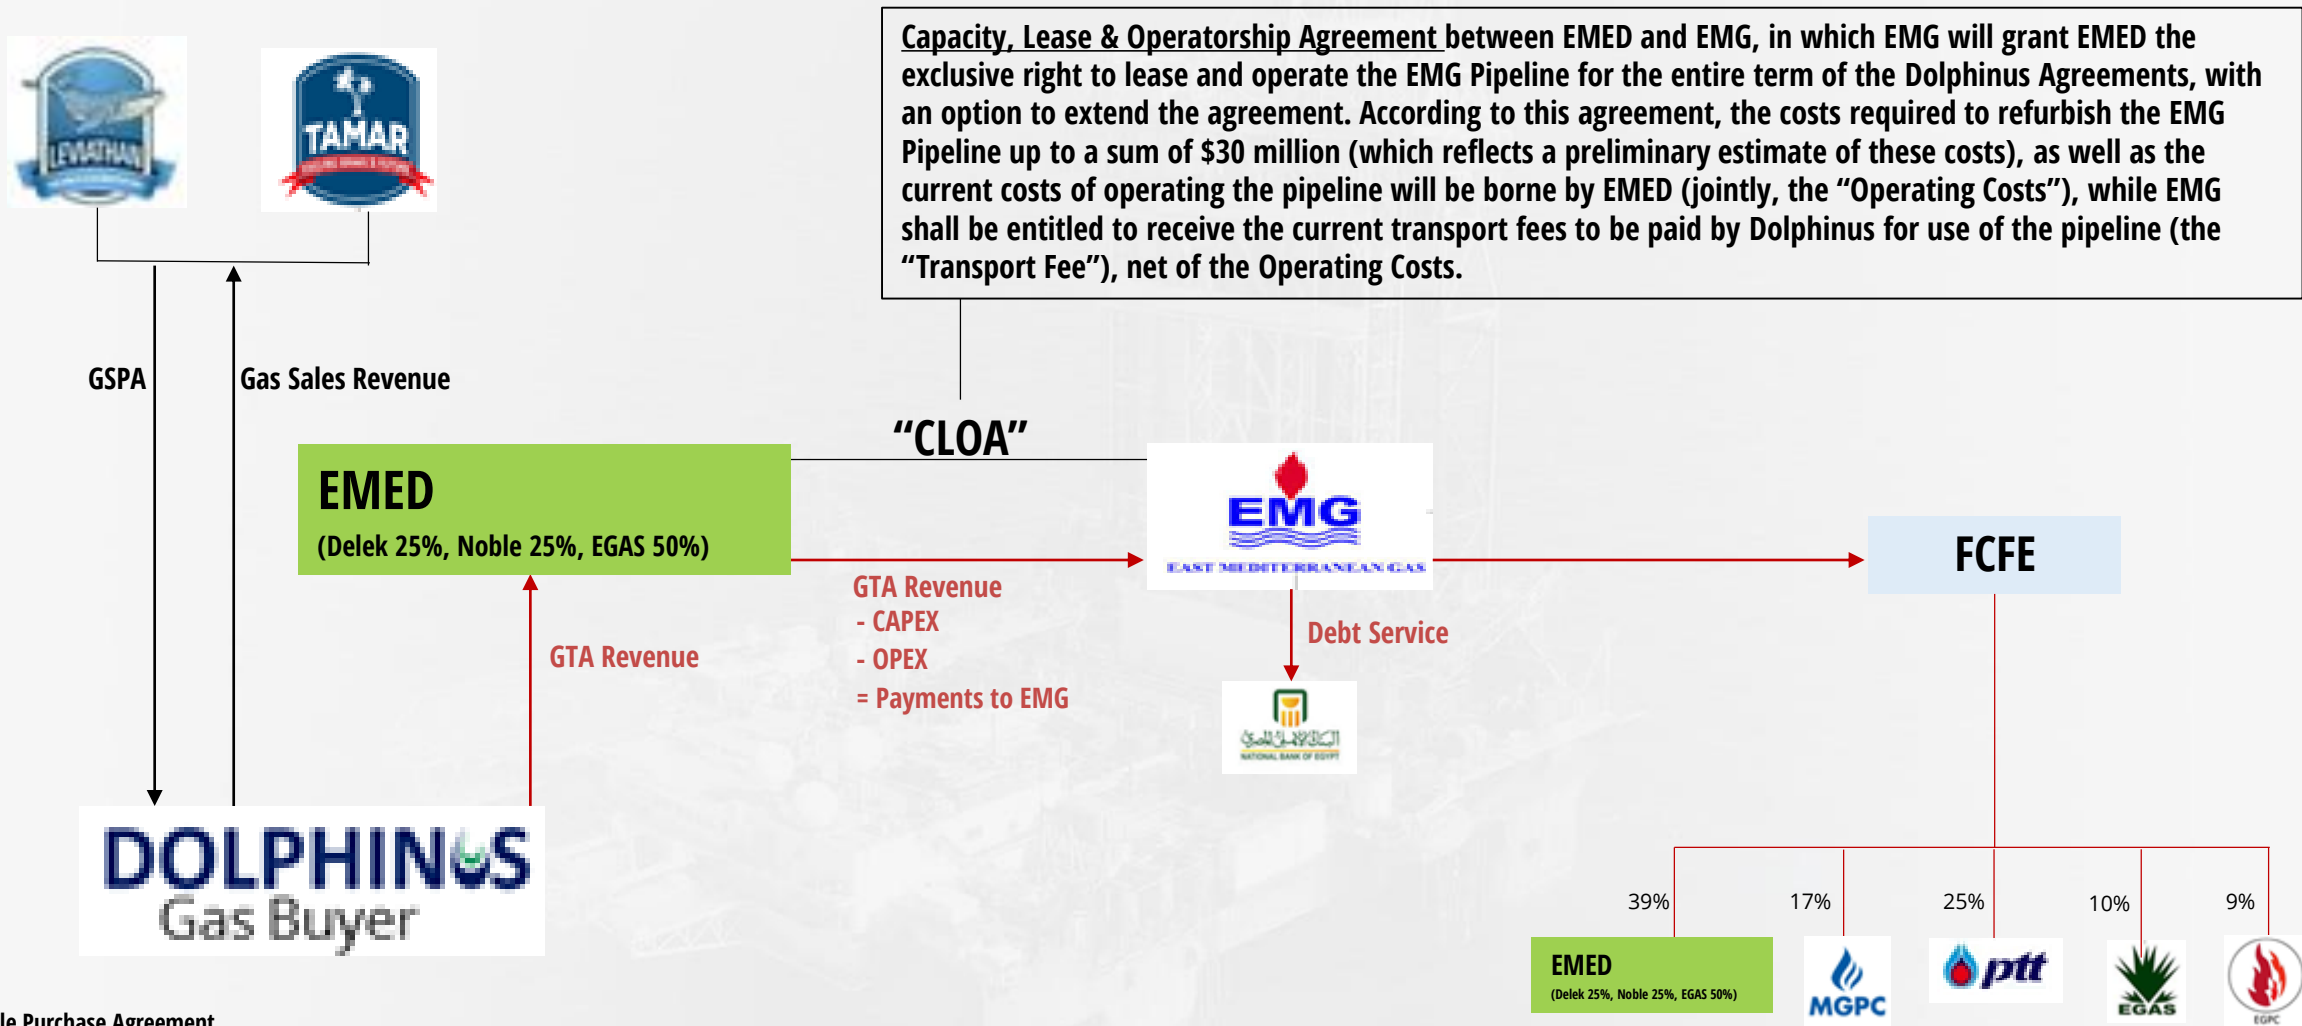 Capacity, Lease & Operatorship Agreement between EMED and EMG, in which EMG will grant EMED the
exclusive right to lease and operate the EMG Pipeline for the entire term of the Dolphinus Agreements, with
an option to extend the agreement. According to this agreement, the costs required to refurbish the EMG
Pipeline up to a sum of $30 million (which reflects a preliminary estimate of these costs), as well as the
current costs of operating the pipeline will be borne by EMED (jointly, the “Operating Costs”), while EMG
shall be entitled to receive the current transport fees to be paid by Dolphinus for use of the pipeline (the
“Transport Fee”), net of the Operating Costs.
LEVIATHAN
TAMAR
GSPA
Gas Sales Revenue
“CLOA”
EMED
(Delek 25%, Noble 25%, EGAS 50%)
EMG
EAST MEDITERRANEAN GAS
FCFE
GTA Revenue
- CAPEX
- OPEX
= Payments to EMG
Debt Service
GTA Revenue
البنك الأهلي المصري
NATIONAL BANK OF EGYPT
DOLPHINUS
Gas Buyer
39%
17%
25%
10%
9%
EMED
(Delek 25%, Noble 25%, EGAS 50%)
MGPC
ptt
EGAS
EGPC
le Purchase Agreement